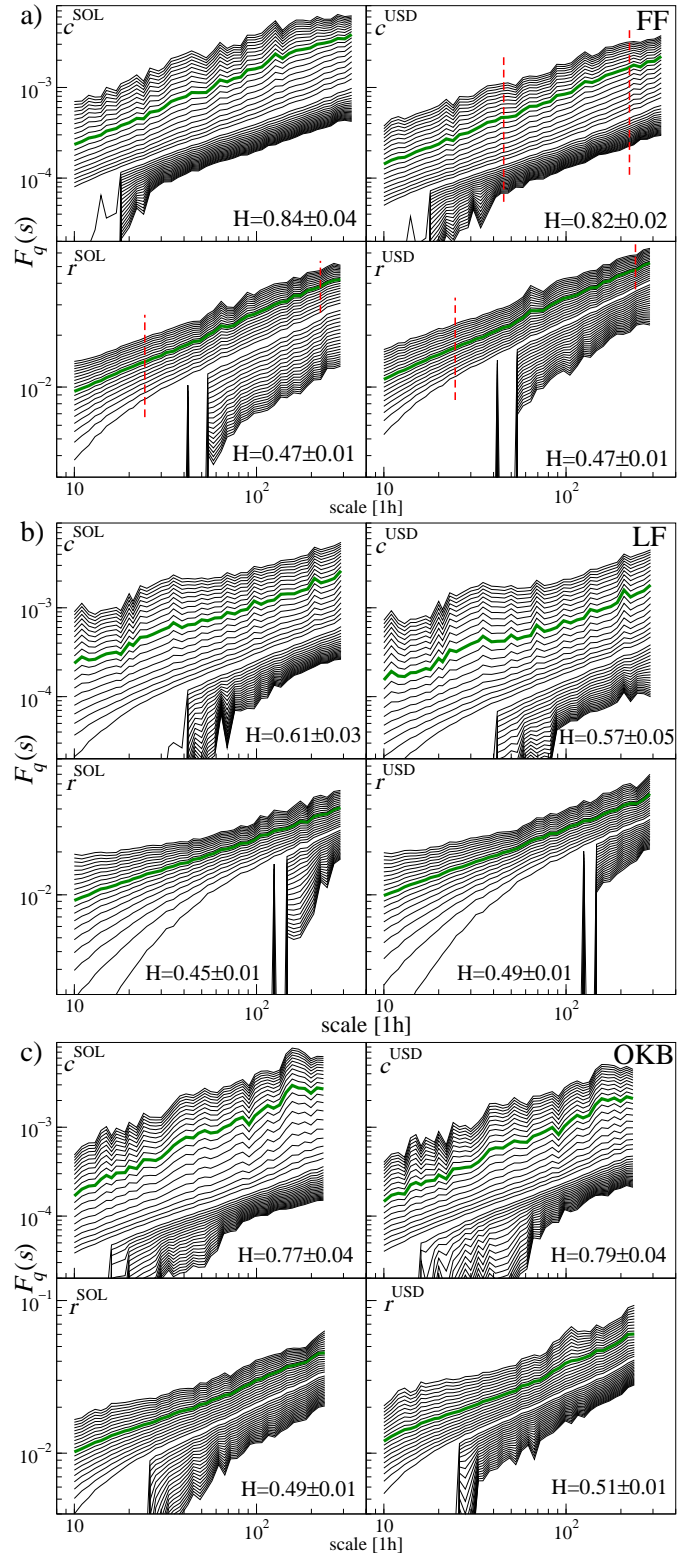 a)
c^SOL
c^USD
FF
10^-3
10^-4
H=0.84±0.04
H=0.82±0.02
F_q(s)
r^SOL
r^USD
10^-2
H=0.47±0.01
H=0.47±0.01
10
10^2
10
10^2
scale [1h]
b)
c^SOL
c^USD
LF
10^-3
10^-4
H=0.61±0.03
H=0.57±0.05
F_q(s)
r^SOL
r^USD
10^-2
H=0.45±0.01
H=0.49±0.01
10
10^2
10
10^2
scale [1h]
c)
c^SOL
c^USD
OKB
10^-3
10^-4
H=0.77±0.04
H=0.79±0.04
F_q(s)
10^-1
r^SOL
r^USD
10^-2
H=0.49±0.01
H=0.51±0.01
10
10^2
10
10^2
scale [1h]